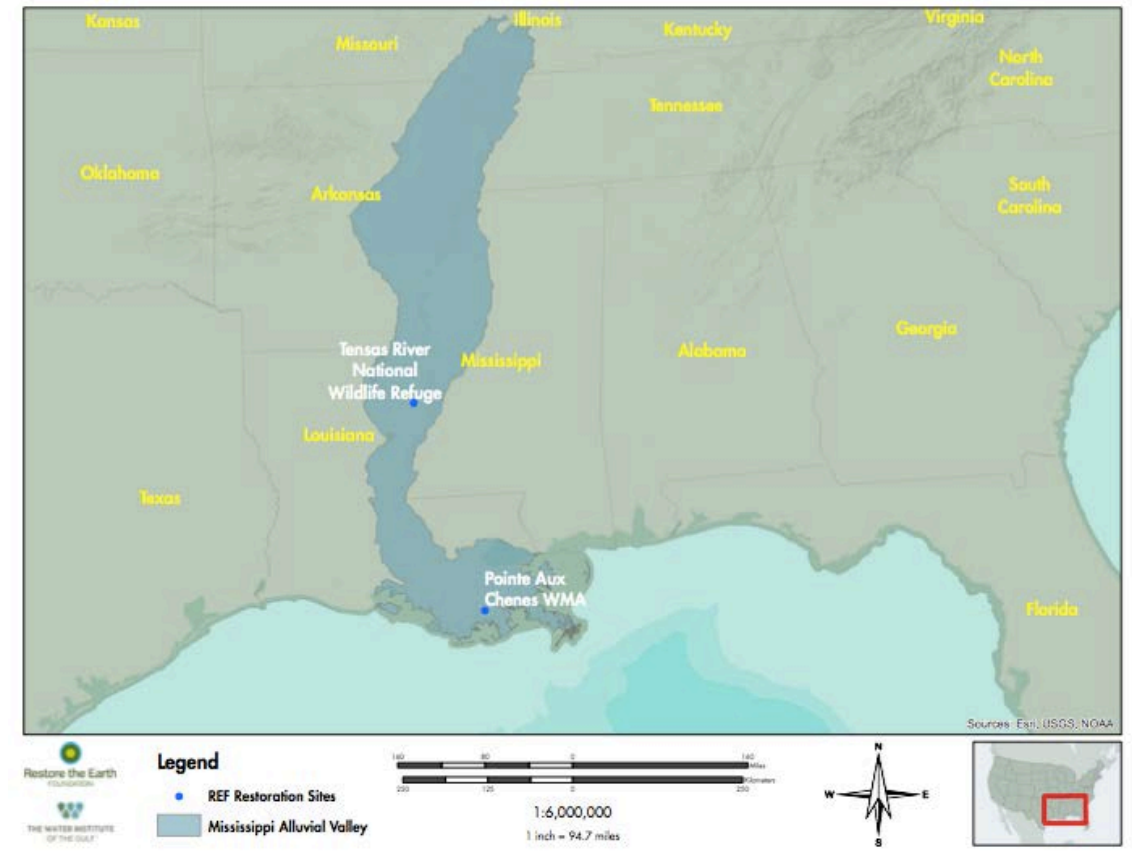 Kansas
Illinois
Virginia
Missouri
Kentucky
North
Carolina
Tennessee
Oklahoma
Arkansas
South
Carolina
Georgia
Tensas River
National
Wildlife Refuge
Mississippi
Alabama
Louisiana
Texas
Pointe Aux
Chenes WMA
Florida
Sources: Esri, USGS, NOAA
Restore the Earth
FOUNDATION
THE WATER INSTITUTE
OF THE GULF
Legend
REF Restoration Sites
Mississippi Alluvial Valley
160 80 0 160
Miles
Kilometers
250 125 0 250
1:6,000,000
1 inch = 94.7 miles
N
W E
S